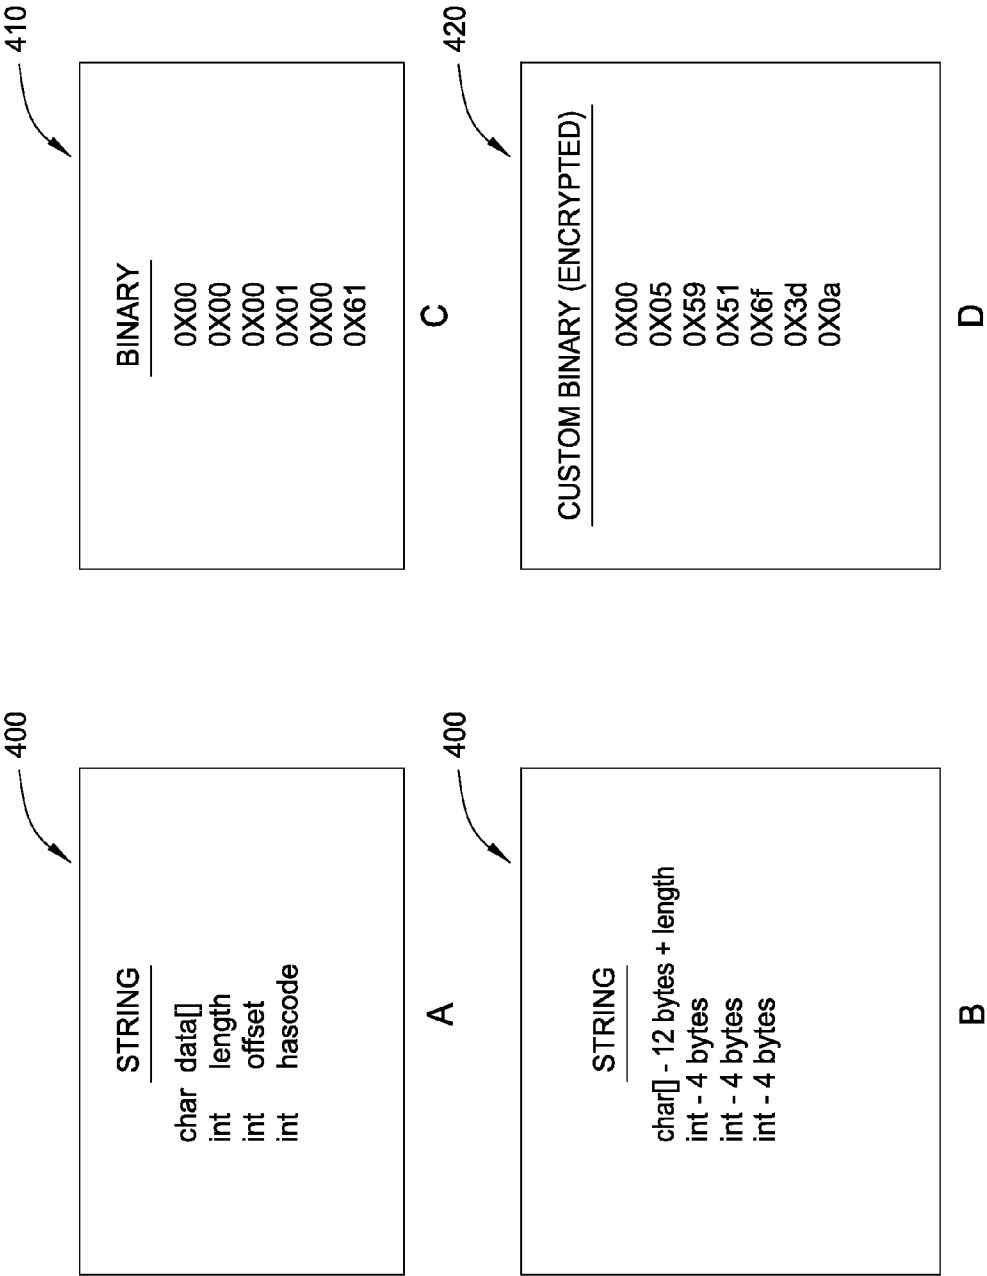 400
STRING
char data[]
int length
int offset
int hascode
A
410
BINARY
0X00
0X00
0X00
0X01
0X00
0X61
C
400
STRING
char[] - 12 bytes + length
int - 4 bytes
int - 4 bytes
int - 4 bytes
B
420
CUSTOM BINARY (ENCRYPTED)
0X00
0X05
0X59
0X51
0X6f
0X3d
0X0a
D